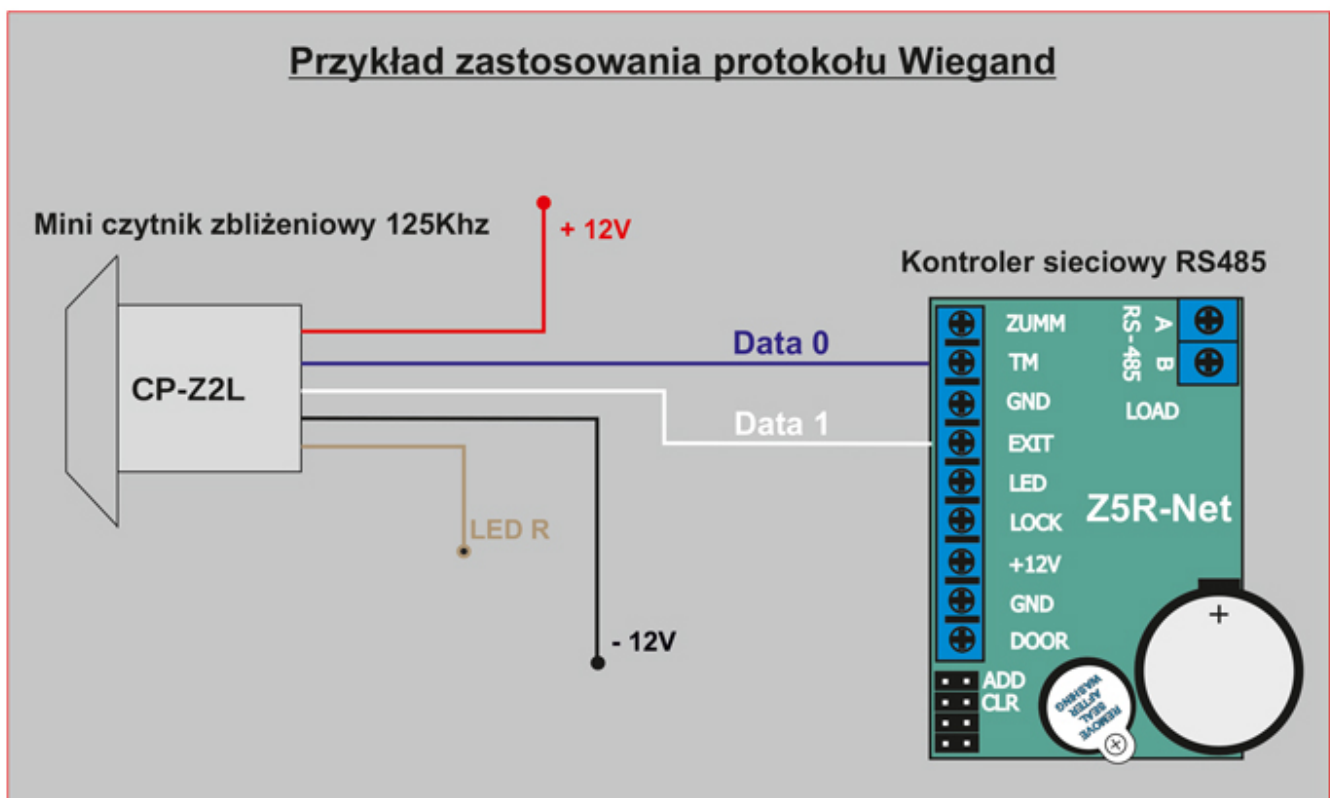 Przykład zastosowania protokołu Wiegand
Mini czytnik zbliżeniowy 125Khz
+ 12V
Kontroler sieciowy RS485
CP-Z2L
Data 0
Data 1
LED R
- 12V
ZUMM
TM
GND
EXIT
LED
LOCK
+12V
GND
DOOR
ADD
CLR
RS-485
A
B
LOAD
Z5R-Net
REMOVE
SEAL
AFTER
WASHING
+